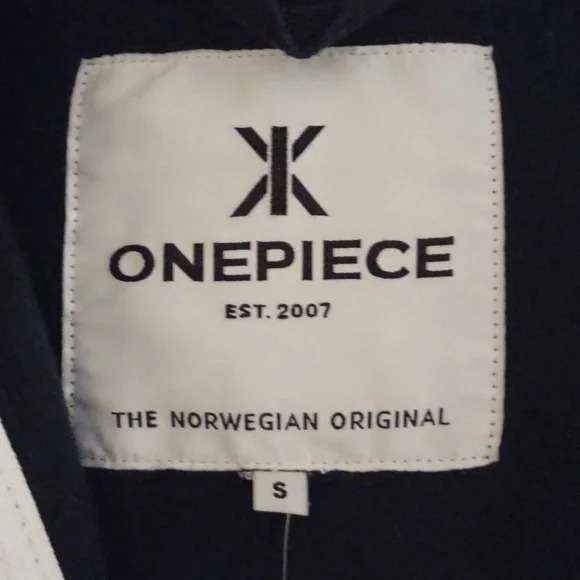 ONEPIECE
EST. 2007
THE NORWEGIAN ORIGINAL
S